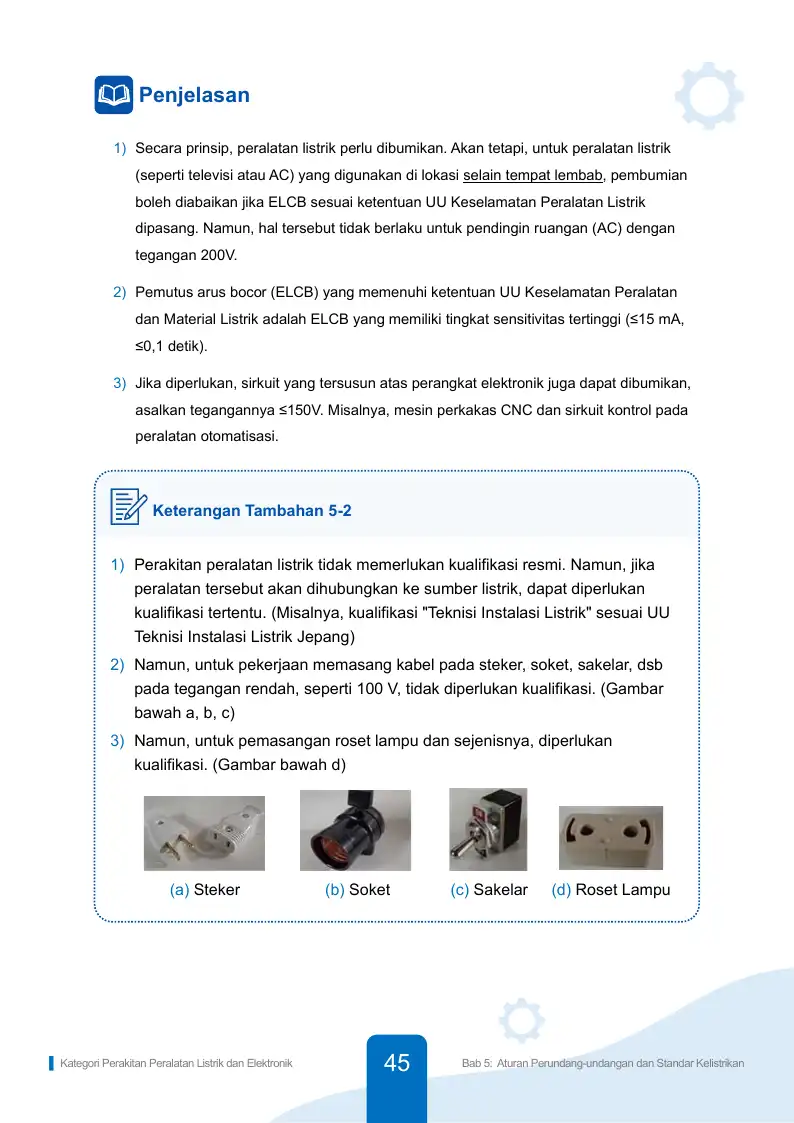 Penjelasan
1) Secara prinsip, peralatan listrik perlu dibumikan. Akan tetapi, untuk peralatan listrik
(seperti televisi atau AC) yang digunakan di lokasi selain tempat lembab, pembumian
boleh diabaikan jika ELCB sesuai ketentuan UU Keselamatan Peralatan Listrik
dipasang. Namun, hal tersebut tidak berlaku untuk pendingin ruangan (AC) dengan
tegangan 200V.
2) Pemutus arus bocor (ELCB) yang memenuhi ketentuan UU Keselamatan Peralatan
dan Material Listrik adalah ELCB yang memiliki tingkat sensitivitas tertinggi (≤15 mA,
≤0,1 detik).
3) Jika diperlukan, sirkuit yang tersusun atas perangkat elektronik juga dapat dibumikan,
asalkan tegangannya ≤150V. Misalnya, mesin perkakas CNC dan sirkuit kontrol pada
peralatan otomatisasi.
Keterangan Tambahan 5-2
1) Perakitan peralatan listrik tidak memerlukan kualifikasi resmi. Namun, jika
peralatan tersebut akan dihubungkan ke sumber listrik, dapat diperlukan
kualifikasi tertentu. (Misalnya, kualifikasi "Teknisi Instalasi Listrik" sesuai UU
Teknisi Instalasi Listrik Jepang)
2) Namun, untuk pekerjaan memasang kabel pada steker, soket, sakelar, dsb
pada tegangan rendah, seperti 100 V, tidak diperlukan kualifikasi. (Gambar
bawah a, b, c)
3) Namun, untuk pemasangan roset lampu dan sejenisnya, diperlukan
kualifikasi. (Gambar bawah d)
(a) Steker (b) Soket (c) Sakelar (d) Roset Lampu
Kategori Perakitan Peralatan Listrik dan Elektronik
45
Bab 5: Aturan Perundang-undangan dan Standar Kelistrikan